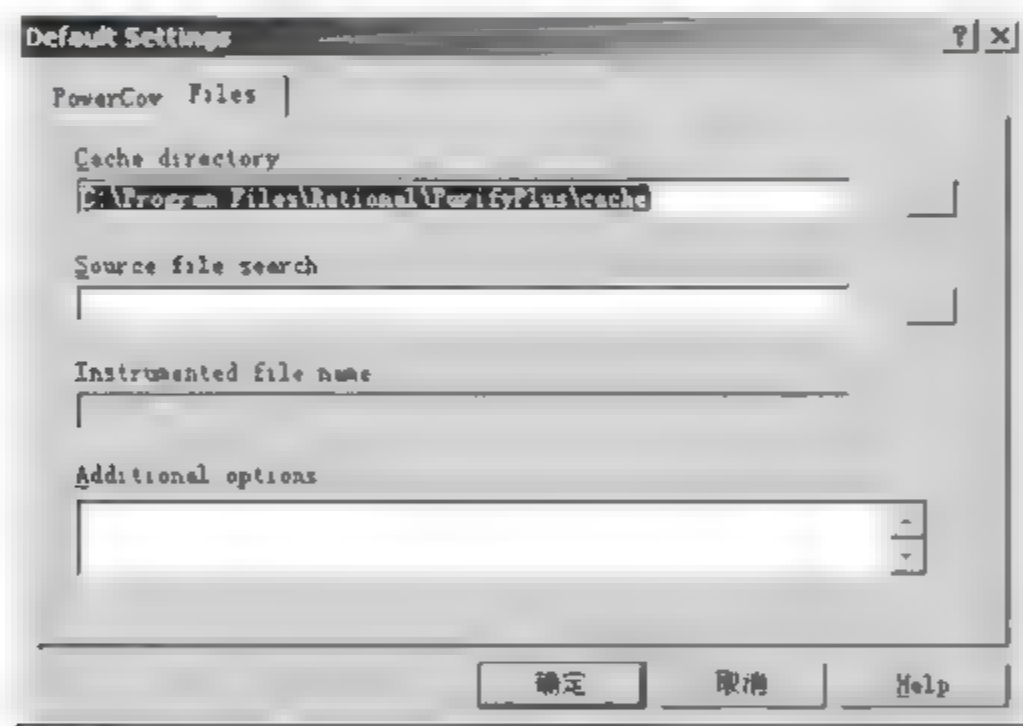 Default Settings
PowerCov Files
Cache directory
C:\Program Files\Rational\PurifyPlus\cache
Source file search
Instrumented file name
Additional options
确定 取消 Help